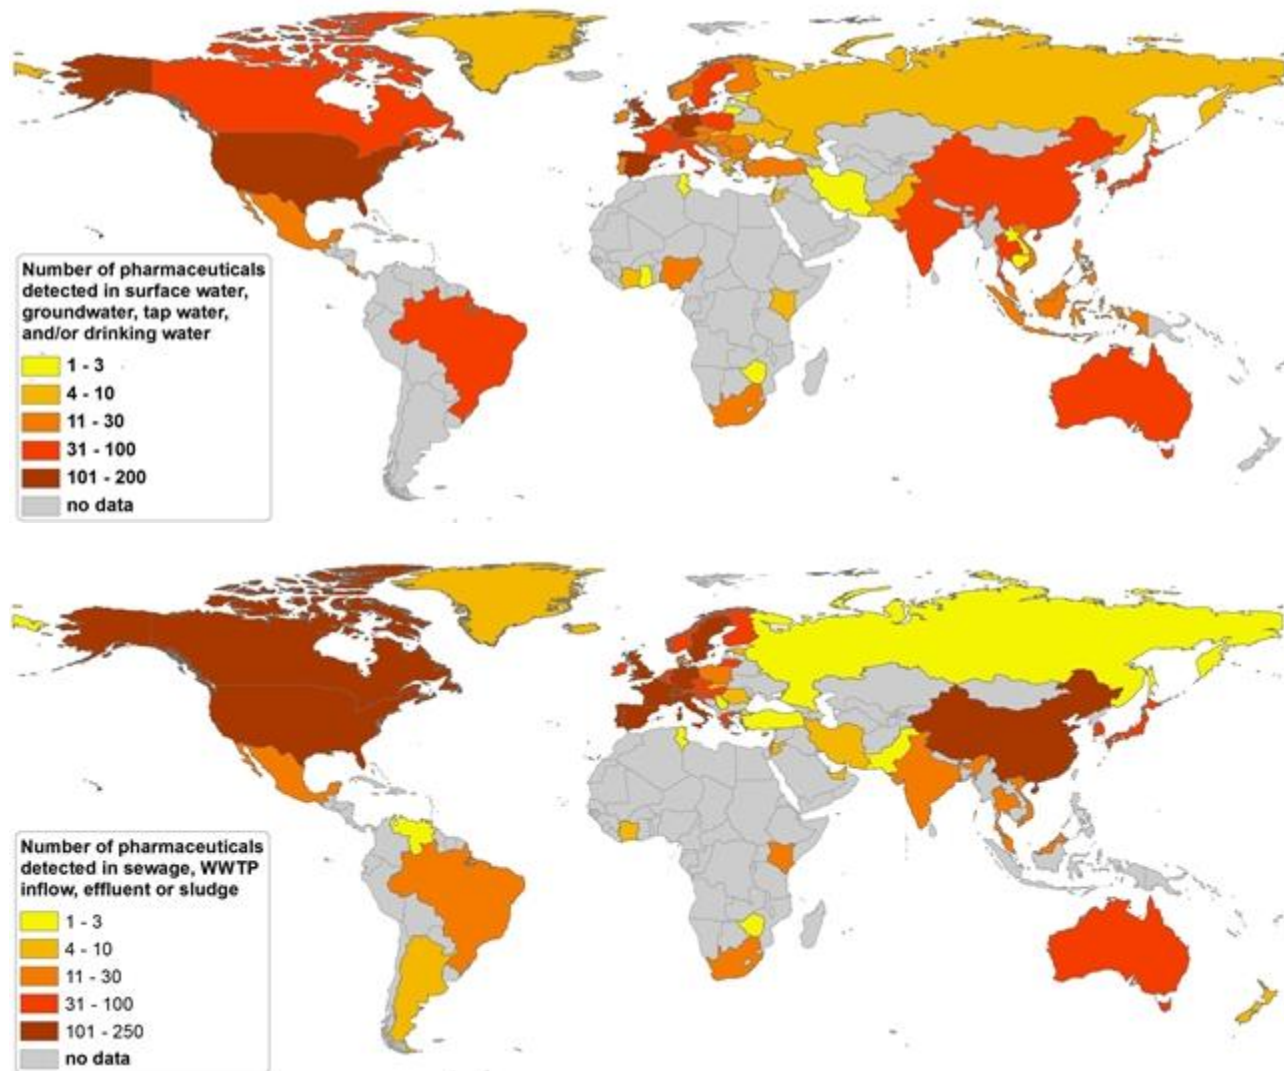 Number of pharmaceuticals
detected in surface water,
groundwater, tap water,
and/or drinking water
1 - 3
4 - 10
11 - 30
31 - 100
101 - 200
no data
Number of pharmaceuticals
detected in sewage, WWTP
inflow, effluent or sludge
1 - 3
4 - 10
11 - 30
31 - 100
101 - 250
no data